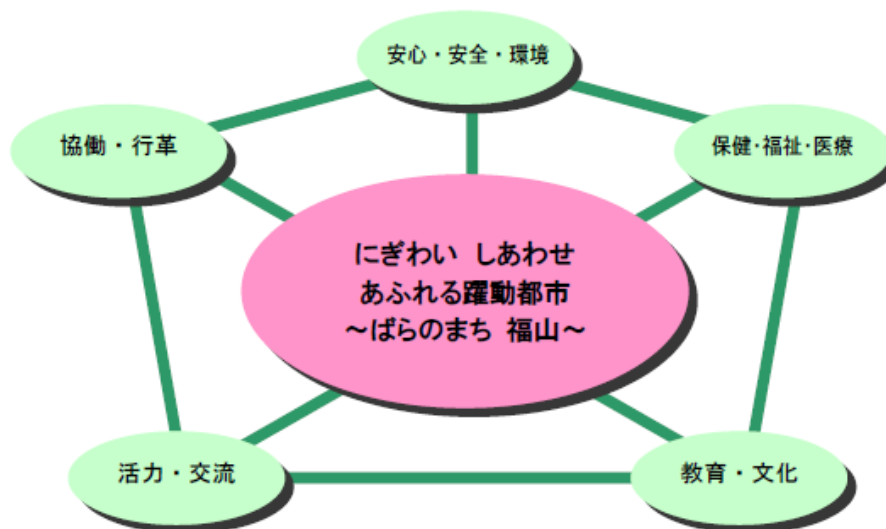 安心・安全・環境
協働・行革
保健･福祉･医療
にぎわい しあわせ
あふれる躍動都市
～ばらのまち 福山～
活力・交流
教育・文化